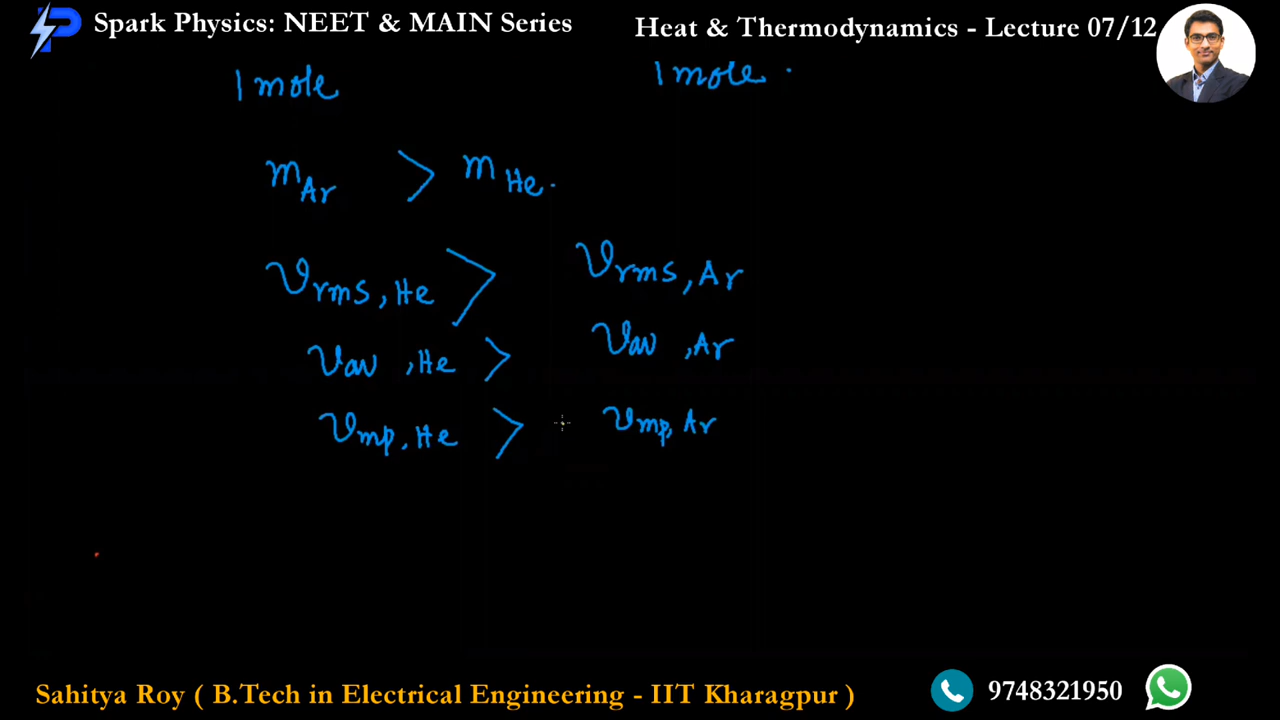 Spark Physics: NEET & MAIN Series
Heat & Thermodynamics - Lecture 07/12
1 mole 1 mole .
m_Ar > m_He .
v_rms, He > v_rms, Ar
v_av , He > v_av , Ar
v_mp, He > v_mp, Ar
Sahitya Roy ( B.Tech in Electrical Engineering - IIT Kharagpur )
9748321950